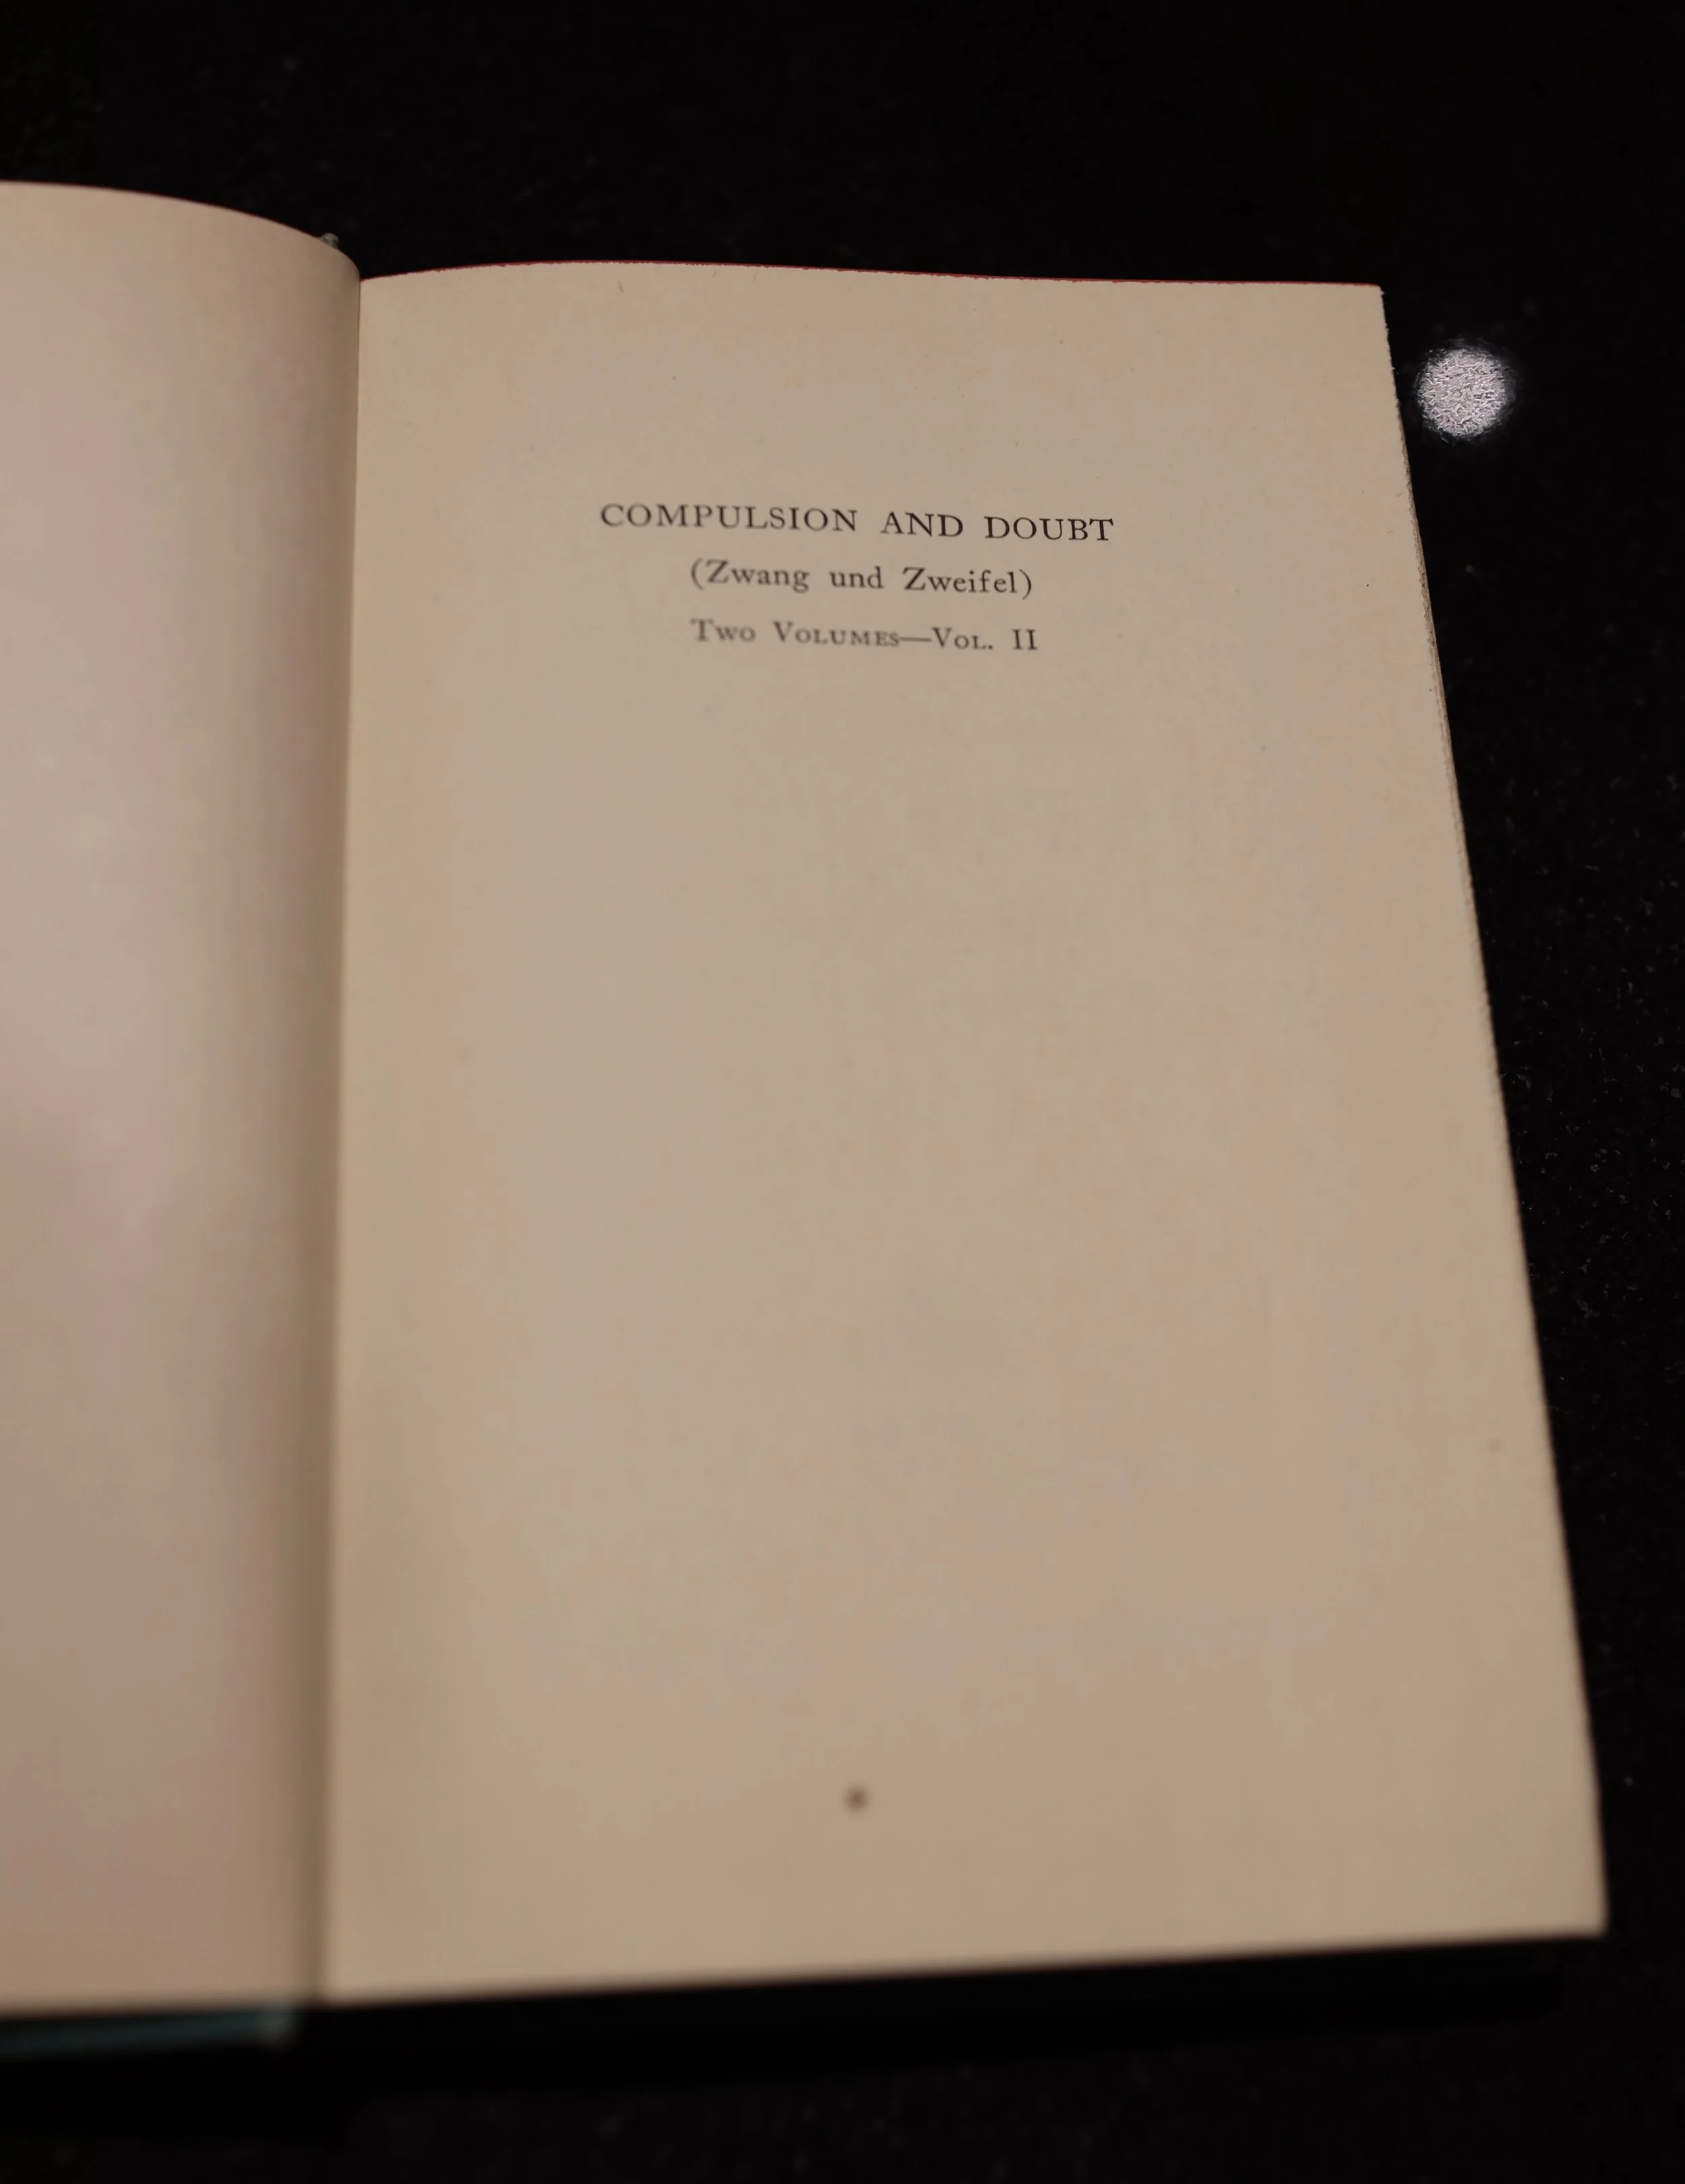 COMPULSION AND DOUBT
(Zwang und Zweifel)
Two Volumes—Vol. II